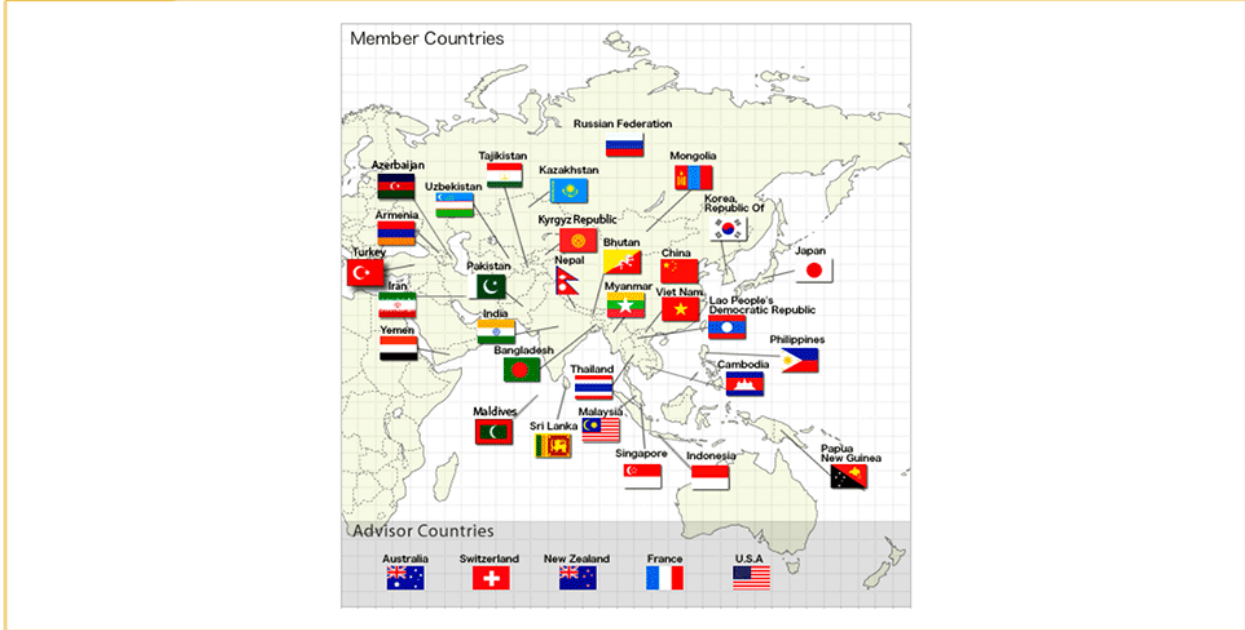 Member Countries
Russian Federation
Azerbaijan
Tajikistan
Mongolia
Kazakhstan
Uzbekistan
Korea,
Republic Of
Armenia
Kyrgyz Republic
Bhutan
Turkey
Pakistan
Nepal
China
Japan
Iran
Myanmar
Viet Nam
Lao People's
Democratic Republic
India
Yemen
Bangladesh
Philippines
Thailand
Cambodia
Maldives
Malaysia
Sri Lanka
Singapore
Indonesia
Papua
New Guinea
Advisor Countries
Australia
Switzerland
New Zealand
France
U.S.A